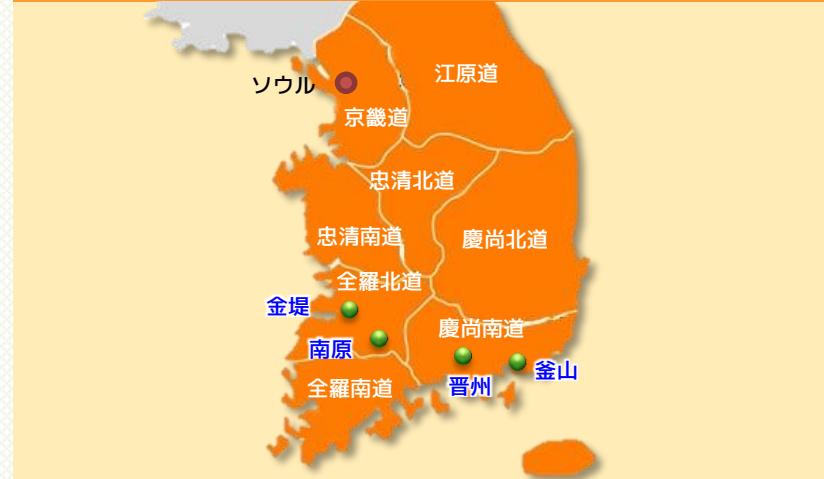 ソウル
江原道
京畿道
忠清北道
忠清南道
慶尚北道
全羅北道
金堤
慶尚南道
南原
釜山
晋州
全羅南道